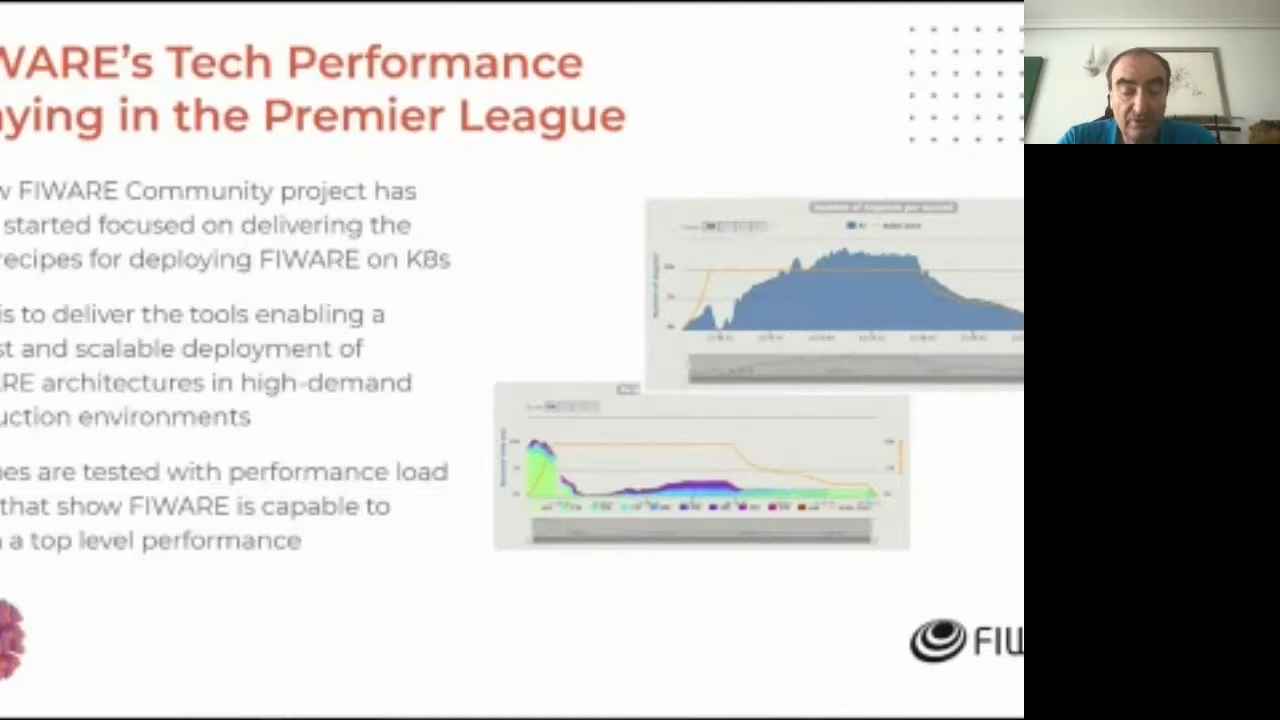 WARE's Tech Performance
ying in the Premier League
w FIWARE Community project has
started focused on delivering the
recipes for deploying FIWARE on K8s
is to deliver the tools enabling a
st and scalable deployment of
RE architectures in high-demand
uction environments
es are tested with performance load
that show FIWARE is capable to
a top level performance
FIW